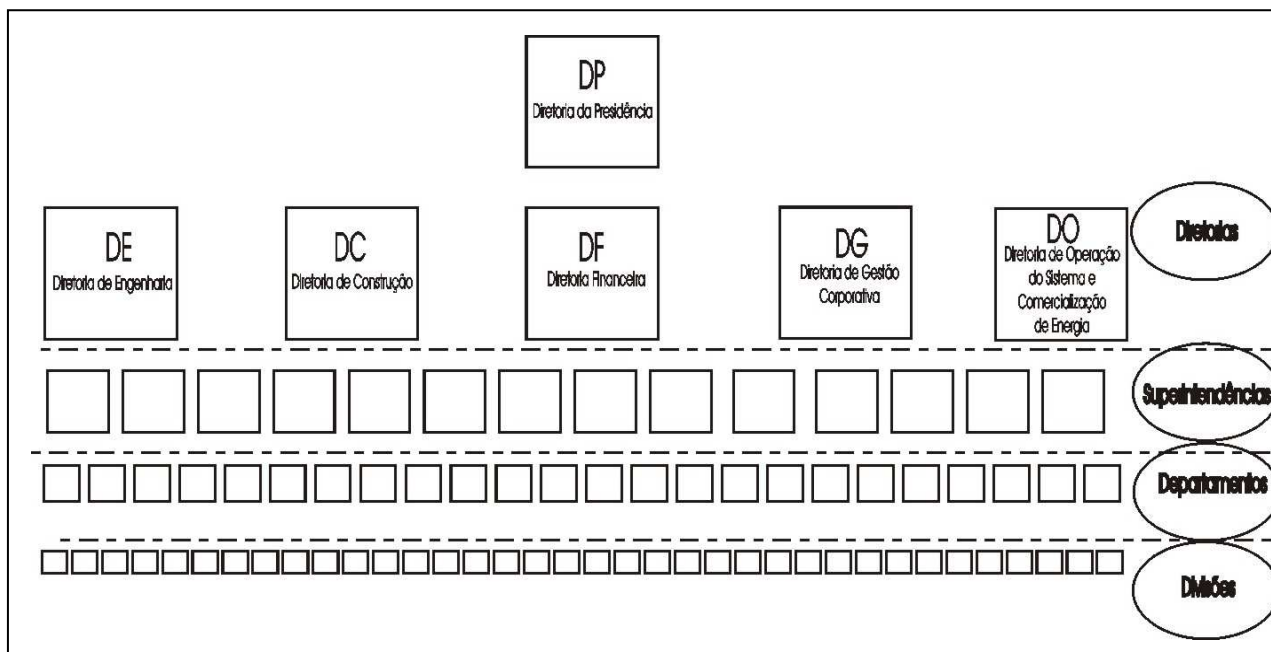 DP
Diretoria da Presidência
DE
Diretoria de Engenharia
DC
Diretoria de Construção
DF
Diretoria Financeira
DG
Diretoria de Gestão
Corporativa
DO
Diretoria de Operação
do Sistema e
Comercialização
de Energia
Diretorias
Superintendências
Departamentos
Divisões